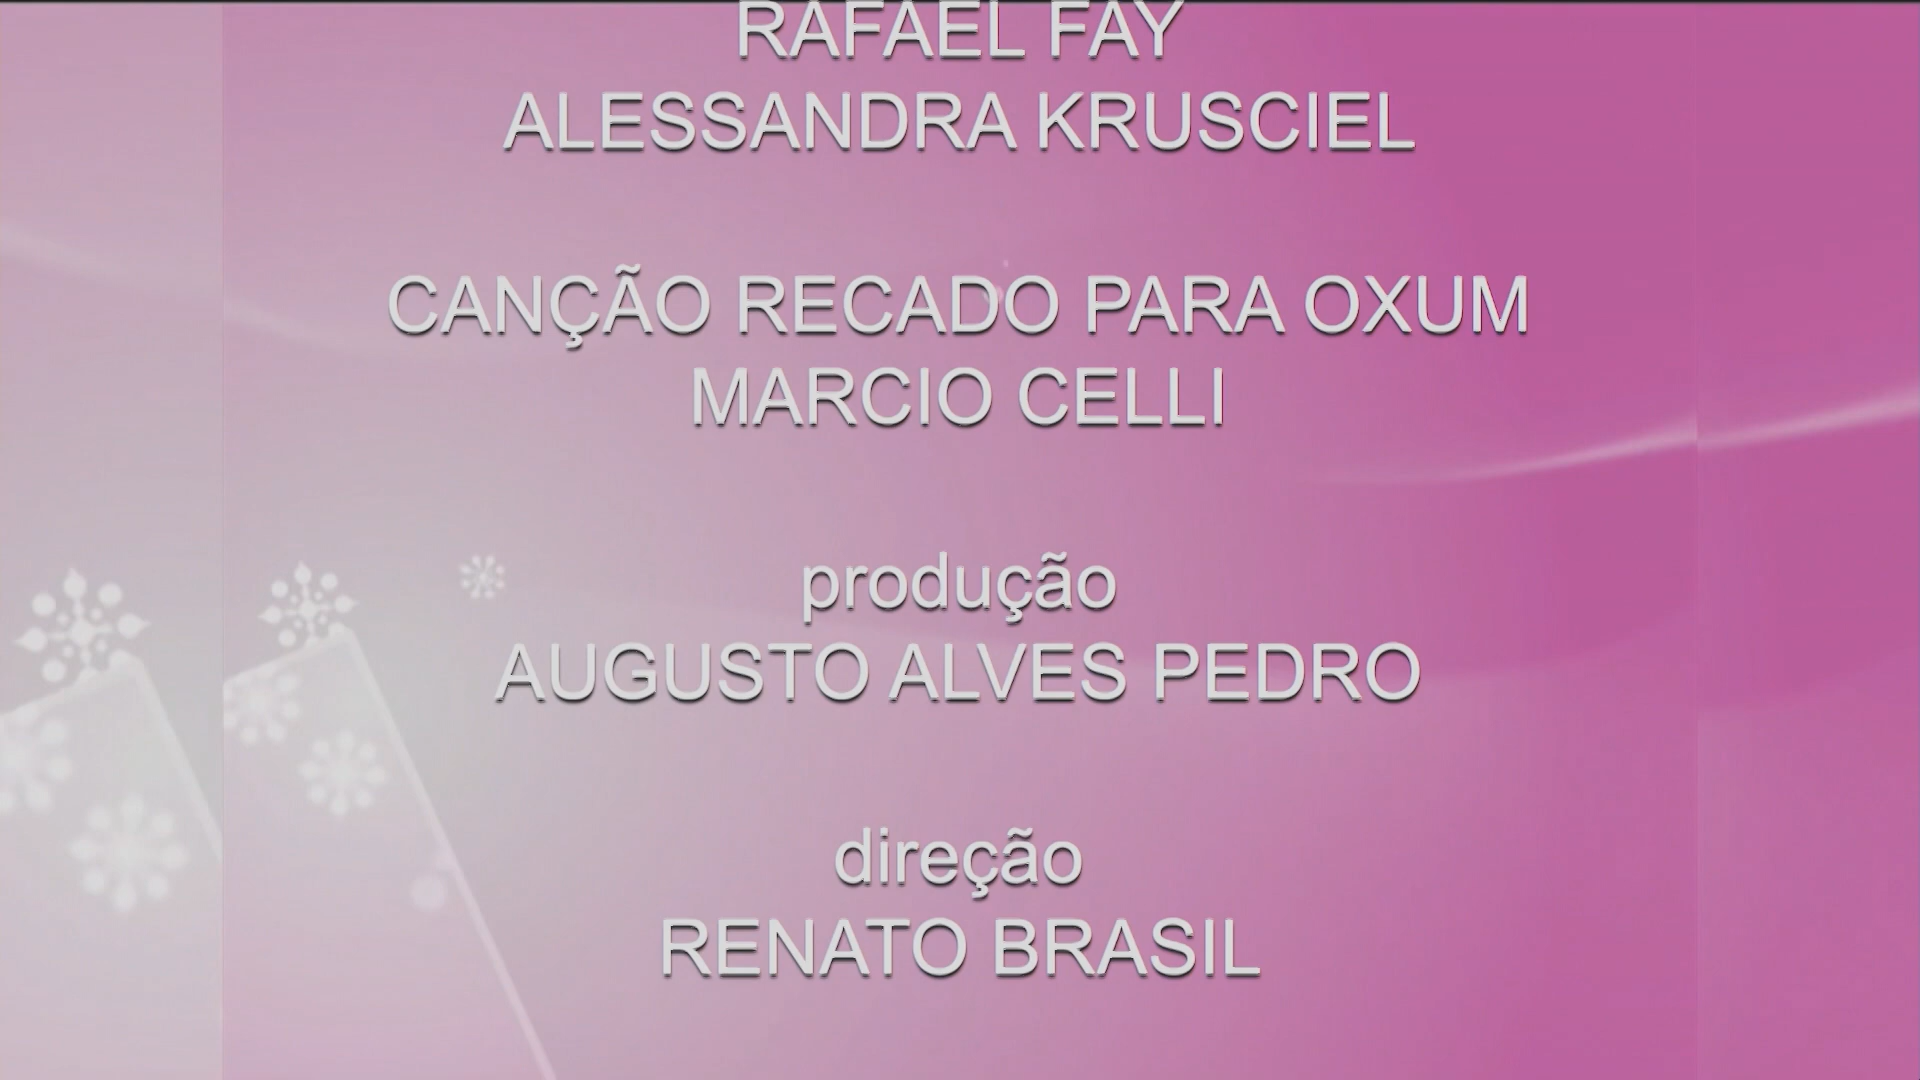 RAFAEL FAY
ALESSANDRA KRUSCIEL
CANÇÃO RECADO PARA OXUM
MARCIO CELLI
produção
AUGUSTO ALVES PEDRO
direção
RENATO BRASIL